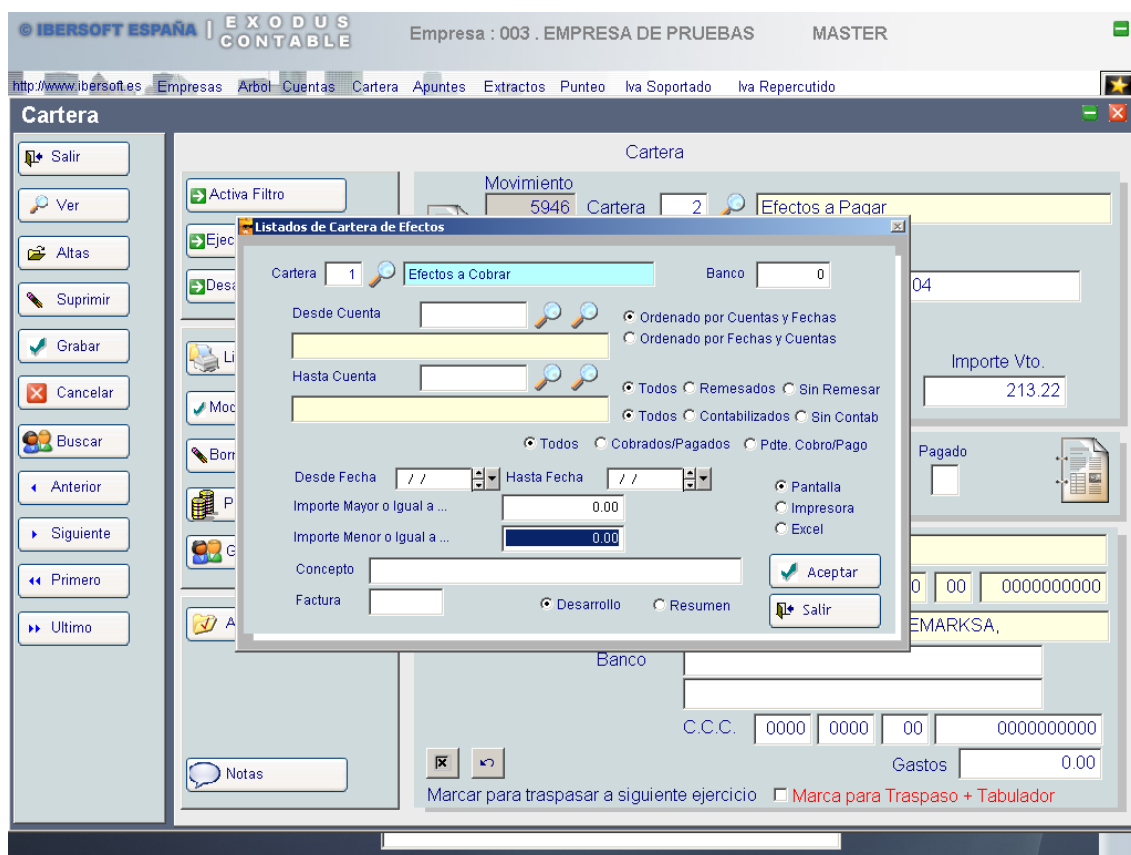 © IBERSOFT ESPAÑA | EXODUS CONTABLE Empresa : 003 . EMPRESA DE PRUEBAS MASTER
http://www.ibersoft.es Empresas Arbol Cuentas Cartera Apuntes Extractos Punteo Iva Soportado Iva Repercutido
Cartera
Salir
Ver
Altas
Suprimir
Grabar
Cancelar
Buscar
Anterior
Siguiente
Primero
Ultimo
Cartera
Activa Filtro
Movimiento
5946 Cartera 2 Efectos a Pagar
04
Importe Vto.
213.22
Pagado
Listados de Cartera de Efectos
Cartera 1 Efectos a Cobrar Banco 0
Desde Cuenta
Ordenado por Cuentas y Fechas
Ordenado por Fechas y Cuentas
Hasta Cuenta
Todos Remesados Sin Remesar
Todos Contabilizados Sin Contab
Todos Cobrados/Pagados Pdte. Cobro/Pago
Desde Fecha / / Hasta Fecha / /
Pantalla
Importe Mayor o Igual a ... 0.00
Impresora
Importe Menor o Igual a ... 0.00
Excel
Concepto
Aceptar
Factura
Desarrollo Resumen
Salir
0 00 0000000000
EMARKSA,
Banco
C.C.C. 0000 0000 00 0000000000
Notas
Gastos 0.00
Marcar para traspasar a siguiente ejercicio Marca para Traspaso + Tabulador